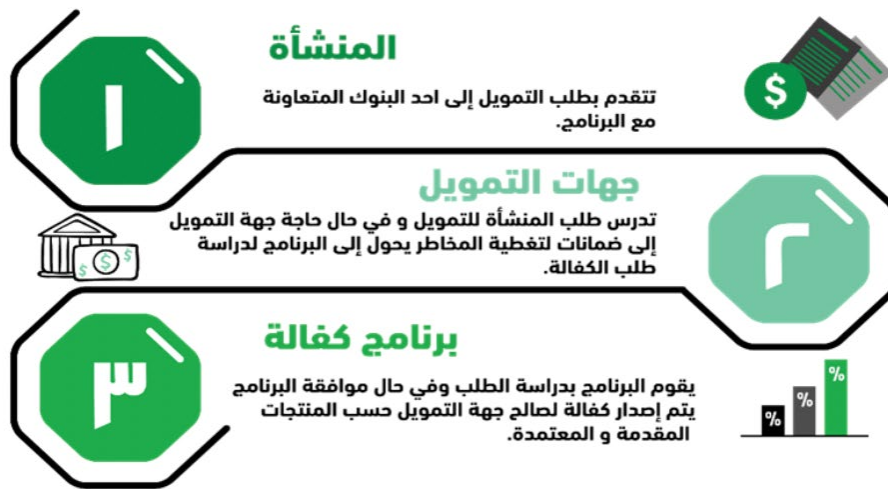 ١
المنشأة
تتقدم بطلب التمويل إلى احد البنوك المتعاونة
مع البرنامج.
$
٢
جهات التمويل
تدرس طلب المنشأة للتمويل و في حال حاجة جهة التمويل
إلى ضمانات لتغطية المخاطر يحول إلى البرنامج لدراسة
طلب الكفالة.
$ $ $
٣
برنامج كفالة
يقوم البرنامج بدراسة الطلب وفي حال موافقة البرنامج
يتم إصدار كفالة لصالح جهة التمويل حسب المنتجات
المقدمة و المعتمدة.
% % %